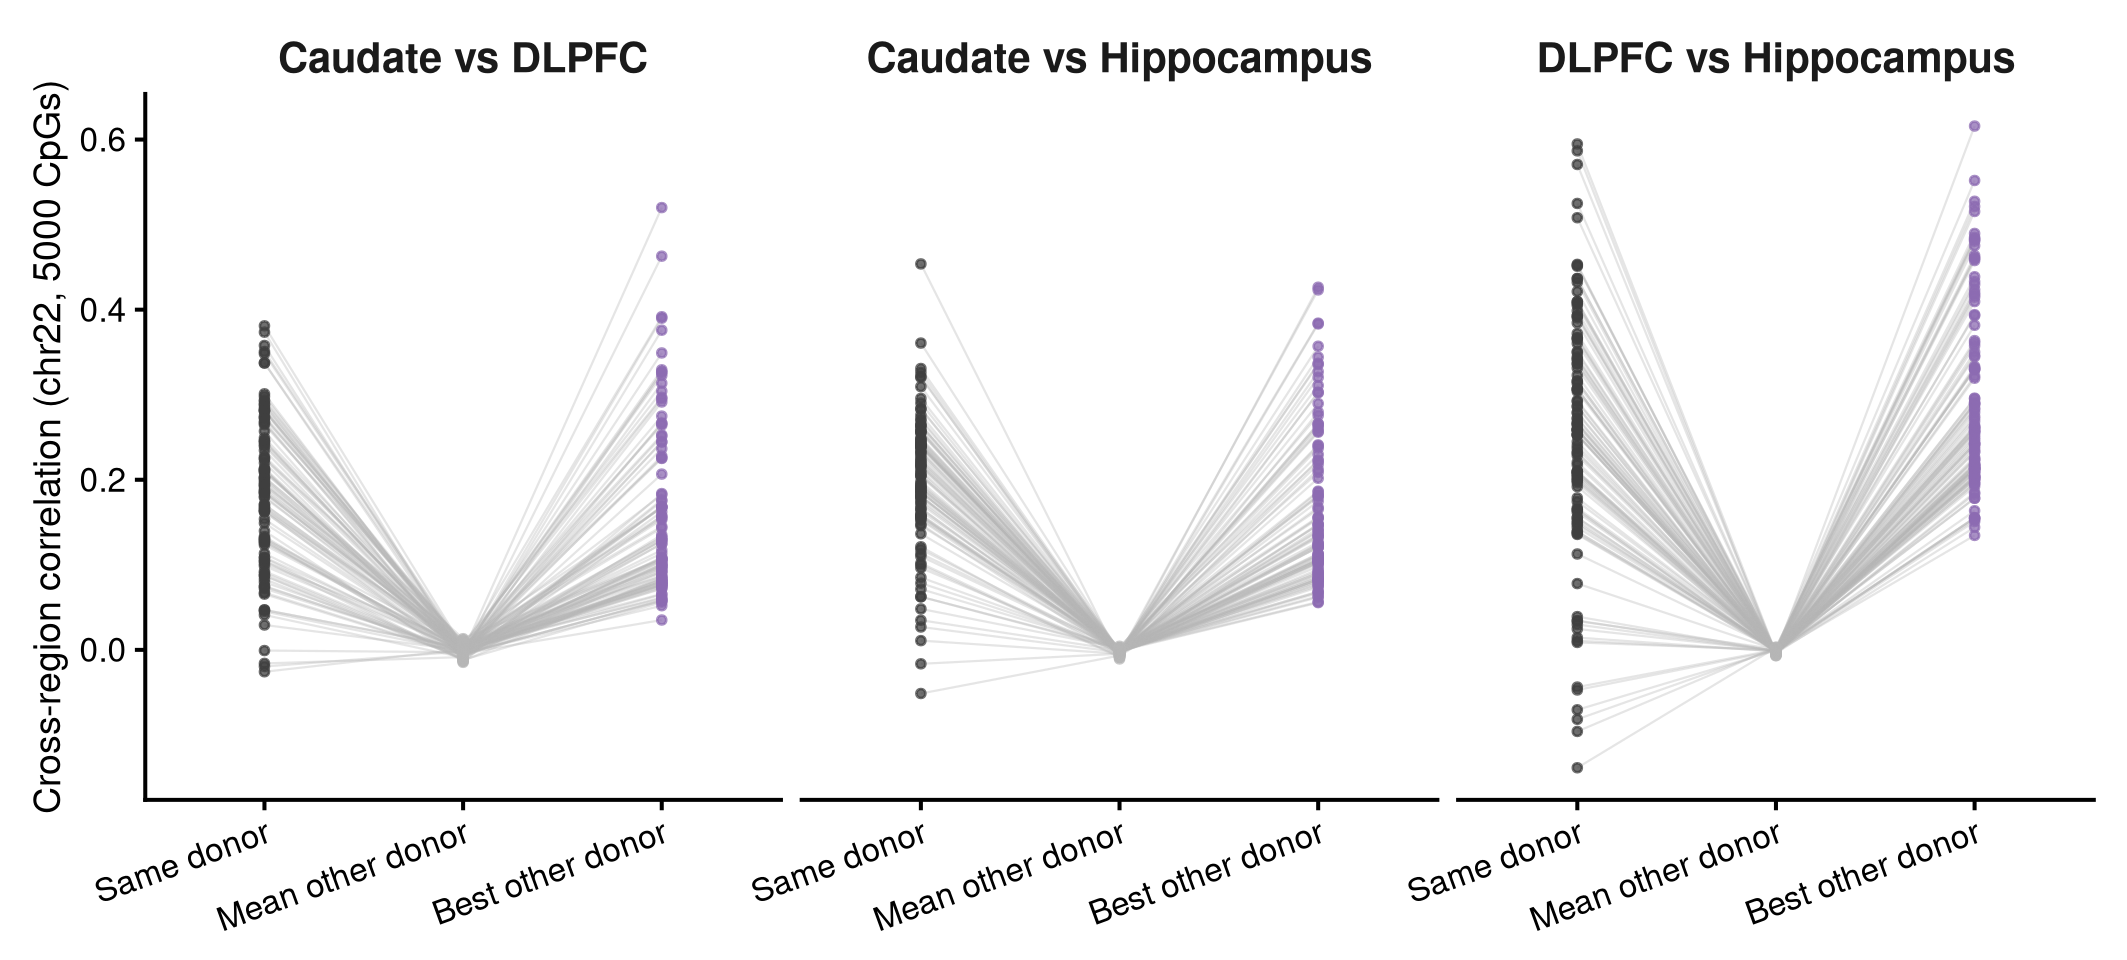 Caudate vs DLPFC
Caudate vs Hippocampus
DLPFC vs Hippocampus
Cross-region correlation (chr22, 5000 CpGs)
0.6
0.4
0.2
0.0
Same donor
Mean other donor
Best other donor
Same donor
Mean other donor
Best other donor
Same donor
Mean other donor
Best other donor